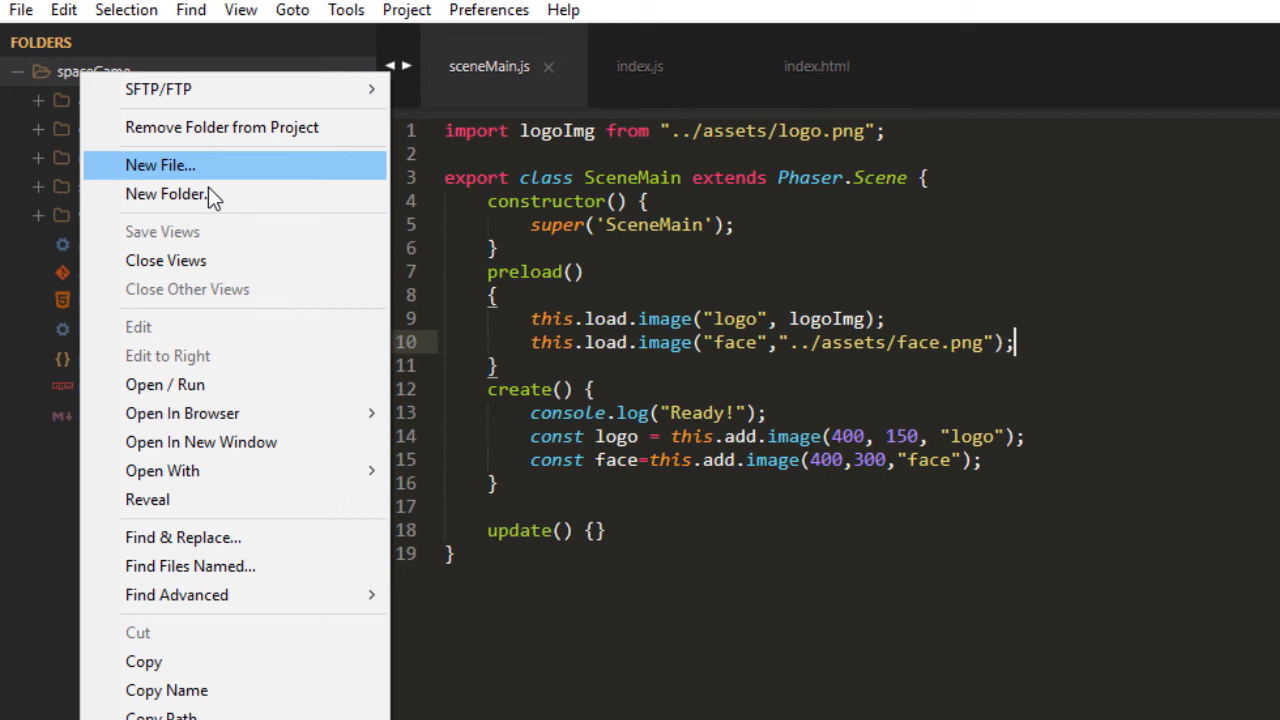 File Edit Selection Find View Goto Tools Project Preferences Help
FOLDERS
SFTP/FTP
Remove Folder from Project
New File...
New Folder..
Save Views
Close Views
Close Other Views
Edit
Edit to Right
Open / Run
Open In Browser
Open In New Window
Open With
Reveal
Find & Replace...
Find Files Named...
Find Advanced
Cut
Copy
Copy Name
Copy Path
sceneMain.js index.js index.html
1 import logoImg from "../assets/logo.png";
2
3 export class SceneMain extends Phaser.Scene {
4 constructor() {
5 super('SceneMain');
6 }
7 preload()
8 {
9 this.load.image("logo", logoImg);
10 this.load.image("face","../assets/face.png");
11 }
12 create() {
13 console.log("Ready!");
14 const logo = this.add.image(400, 150, "logo");
15 const face=this.add.image(400,300,"face");
16 }
17
18 update() {}
19 }